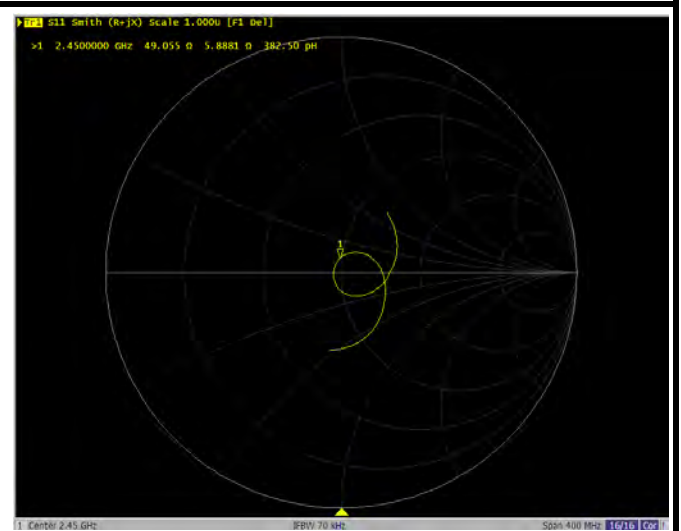 Tr1 S11 Smith (R+jX) Scale 1.000U [F1 Del]
>1 2.4500000 GHz 49.055 Ω 5.8881 Ω 382.50 pH
1
1 Center 2.45 GHz IFBW 70 kHz Span 400 MHz 16/16 Cor !